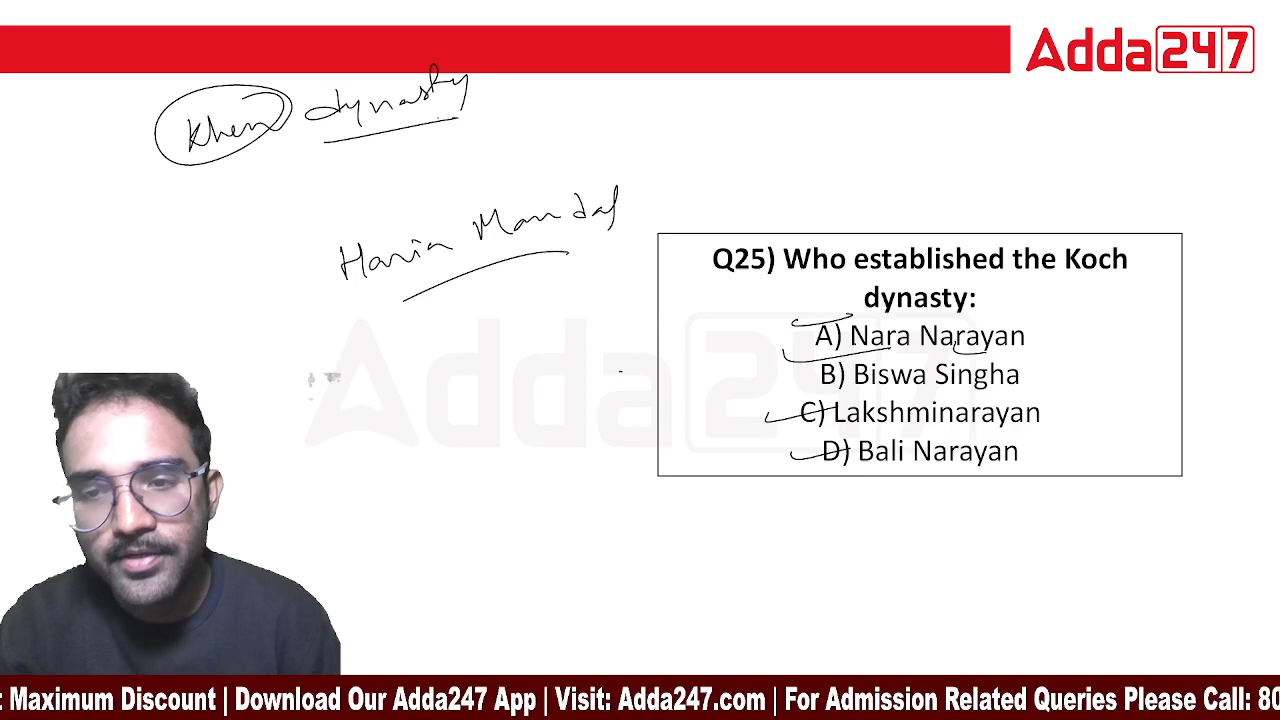 Adda247
Khen dynasty
Haria Mandal
Q25) Who established the Koch
dynasty:
A) Nara Narayan
B) Biswa Singha
C) Lakshminarayan
D) Bali Narayan
Adda247
: Maximum Discount | Download Our Adda247 App | Visit: Adda247.com | For Admission Related Queries Please Call: 80